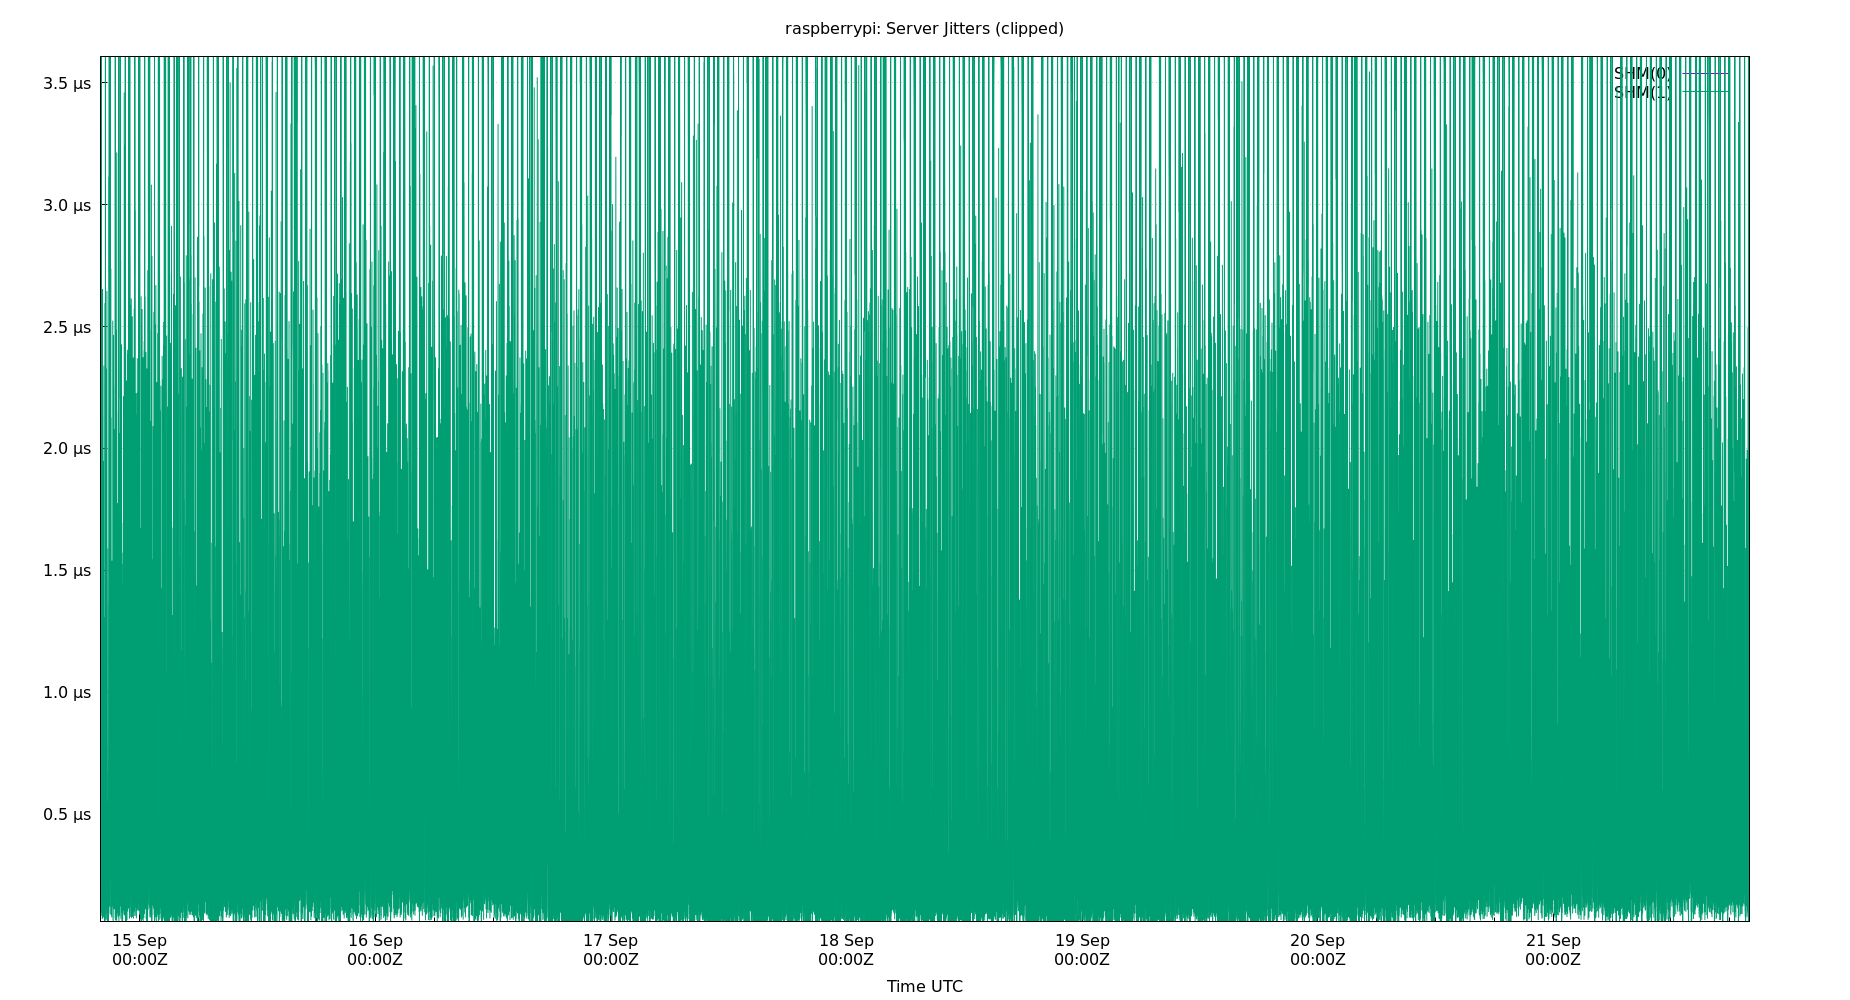 raspberrypi: Server Jitters (clipped)
SHM(0)
SHM(1)
3.5 µs
3.0 µs
2.5 µs
2.0 µs
1.5 µs
1.0 µs
0.5 µs
15 Sep 16 Sep 17 Sep 18 Sep 19 Sep 20 Sep 21 Sep
00:00Z 00:00Z 00:00Z 00:00Z 00:00Z 00:00Z 00:00Z
Time UTC